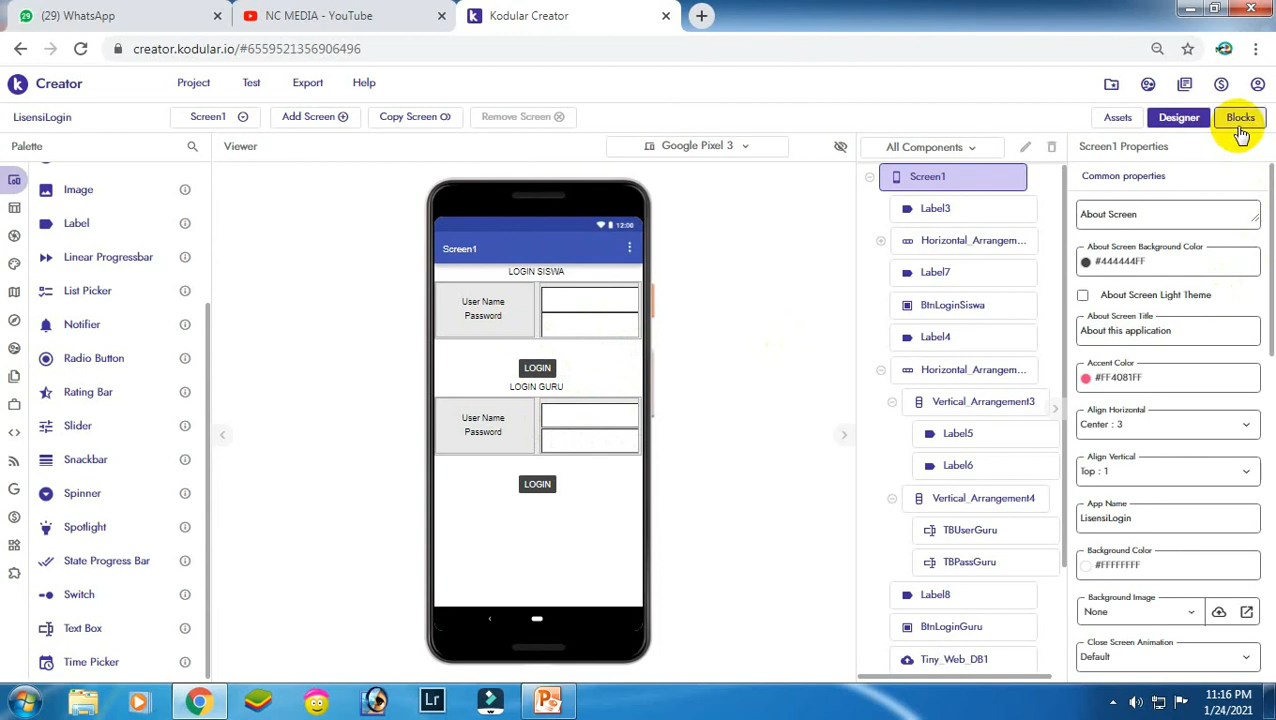 (29) WhatsApp
NC MEDIA - YouTube
Kodular Creator
creator.kodular.io/#6559521356906496
Creator
Project
Test
Export
Help
LisensiLogin
Screen1
Add Screen
Copy Screen
Remove Screen
Assets
Designer
Blocks
Palette
Viewer
Google Pixel 3
All Components
Screen1 Properties
Image
Label
Linear Progressbar
List Picker
Notifier
Radio Button
Rating Bar
Slider
Snackbar
Spinner
Spotlight
State Progress Bar
Switch
Text Box
Time Picker
12:00
Screen1
LOGIN SISWA
User Name
Password
LOGIN
LOGIN GURU
User Name
Password
LOGIN
Screen1
Label3
Horizontal_Arrangem...
Label7
BtnLoginSiswa
Label4
Horizontal_Arrangem...
Vertical_Arrangement3
Label5
Label6
Vertical_Arrangement4
TBUserGuru
TBPassGuru
Label8
BtnLoginGuru
Tiny_Web_DB1
Common properties
About Screen
About Screen Background Color
#444444FF
About Screen Light Theme
About Screen Title
About this application
Accent Color
#FF4081FF
Align Horizontal
Center : 3
Align Vertical
Top : 1
App Name
LisensiLogin
Background Color
#FFFFFFFF
Background Image
None
Close Screen Animation
Default
11:16 PM
1/24/2021